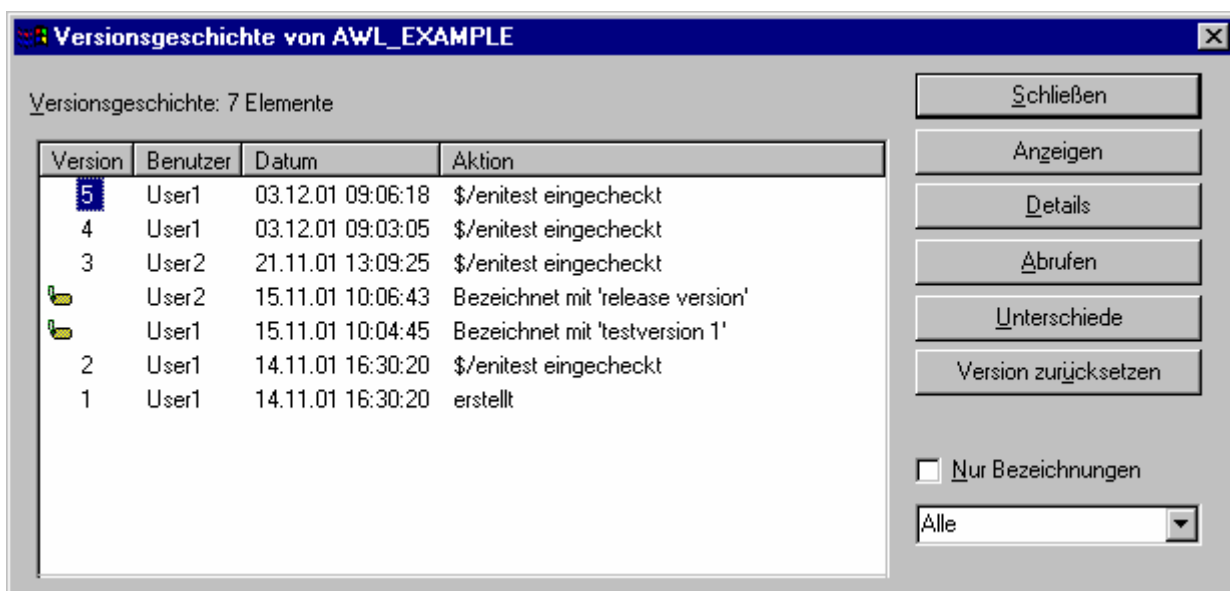 Versionsgeschichte von AWL_EXAMPLE
Versionsgeschichte: 7 Elemente
Version Benutzer Datum Aktion
5 User1 03.12.01 09:06:18 $/enitest eingecheckt
4 User1 03.12.01 09:03:05 $/enitest eingecheckt
3 User2 21.11.01 13:09:25 $/enitest eingecheckt
User2 15.11.01 10:06:43 Bezeichnet mit 'release version'
User1 15.11.01 10:04:45 Bezeichnet mit 'testversion 1'
2 User1 14.11.01 16:30:20 $/enitest eingecheckt
1 User1 14.11.01 16:30:20 erstellt
Schließen
Anzeigen
Details
Abrufen
Unterschiede
Version zurücksetzen
Nur Bezeichnungen
Alle